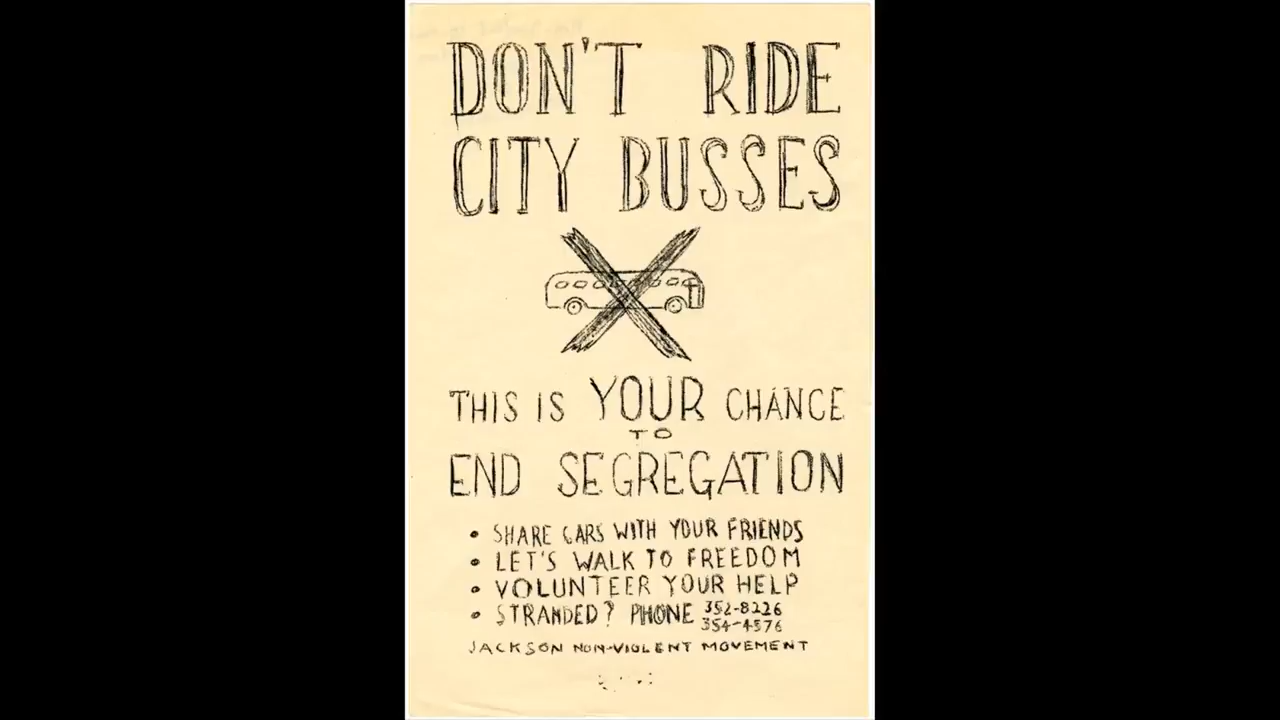 DON'T RIDE
CITY BUSSES
THIS IS YOUR CHANCE
TO
END SEGREGATION
• SHARE CARS WITH YOUR FRIENDS
• LET'S WALK TO FREEDOM
• VOLUNTEER YOUR HELP
• STRANDED? PHONE 352-8226
354-4576
JACKSON NON-VIOLENT MOVEMENT